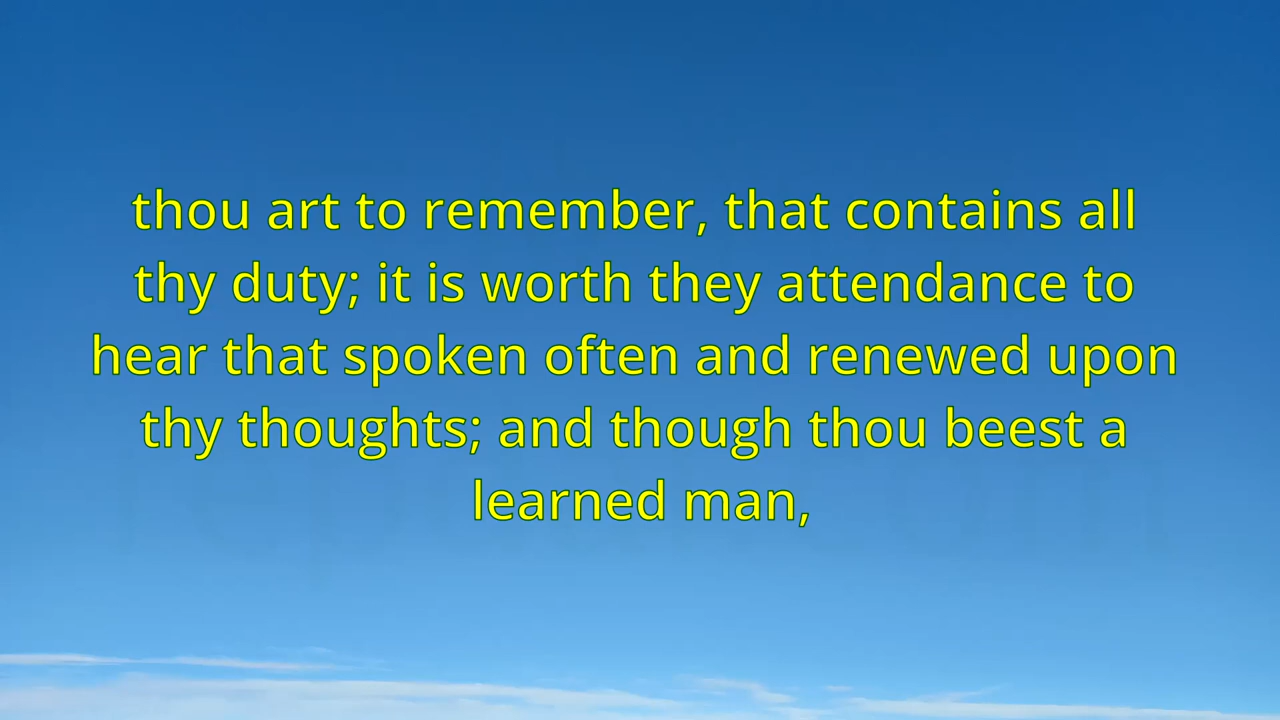 thou art to remember, that contains all
thy duty; it is worth they attendance to
hear that spoken often and renewed upon
thy thoughts; and though thou beest a
learned man,